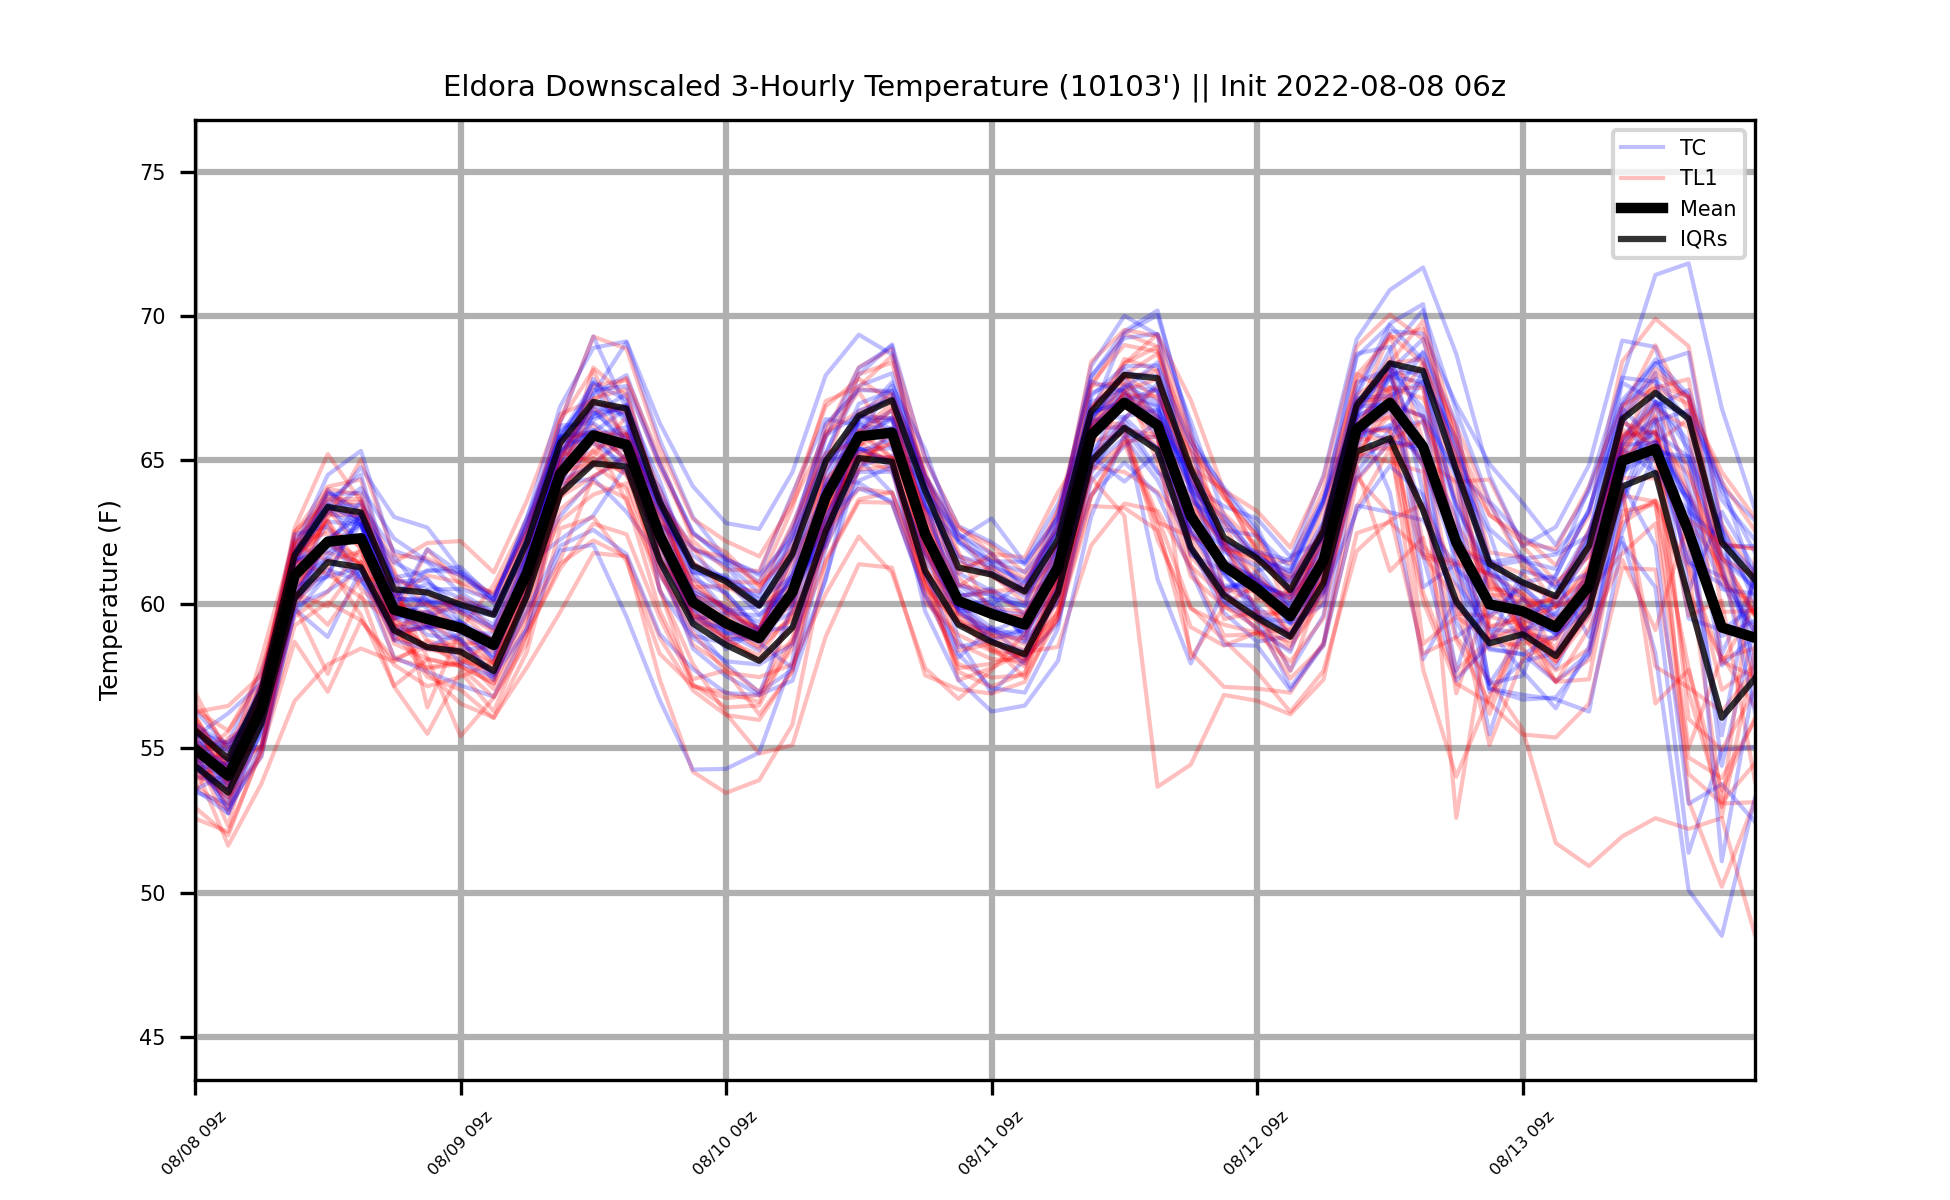 Eldora Downscaled 3-Hourly Temperature (10103') || Init 2022-08-08 06z
TC
TL1
Mean
IQRs
Temperature (F)
75
70
65
60
55
50
45
08/08 09z
08/09 09z
08/10 09z
08/11 09z
08/12 09z
08/13 09z